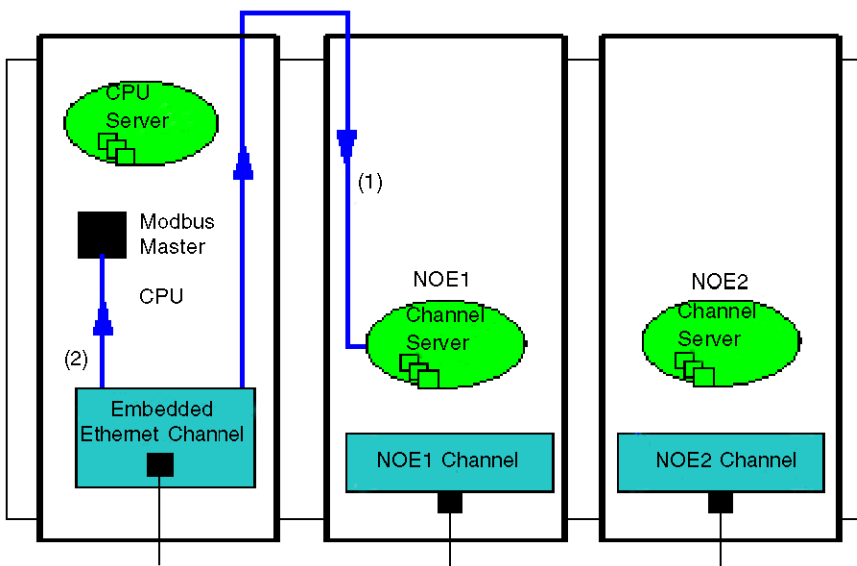 CPU
Server
(1)
Modbus
Master
CPU
(2)
Embedded
Ethernet Channel
NOE1
Channel
Server
NOE1 Channel
NOE2
Channel
Server
NOE2 Channel